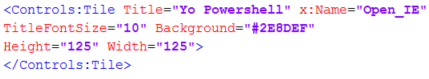 <Controls:Tile Title="Yo Powershell" x:Name="Open_IE"
TitleFontSize="10" Background="#2E8DEF"
Height="125" Width="125">
</Controls:Tile>